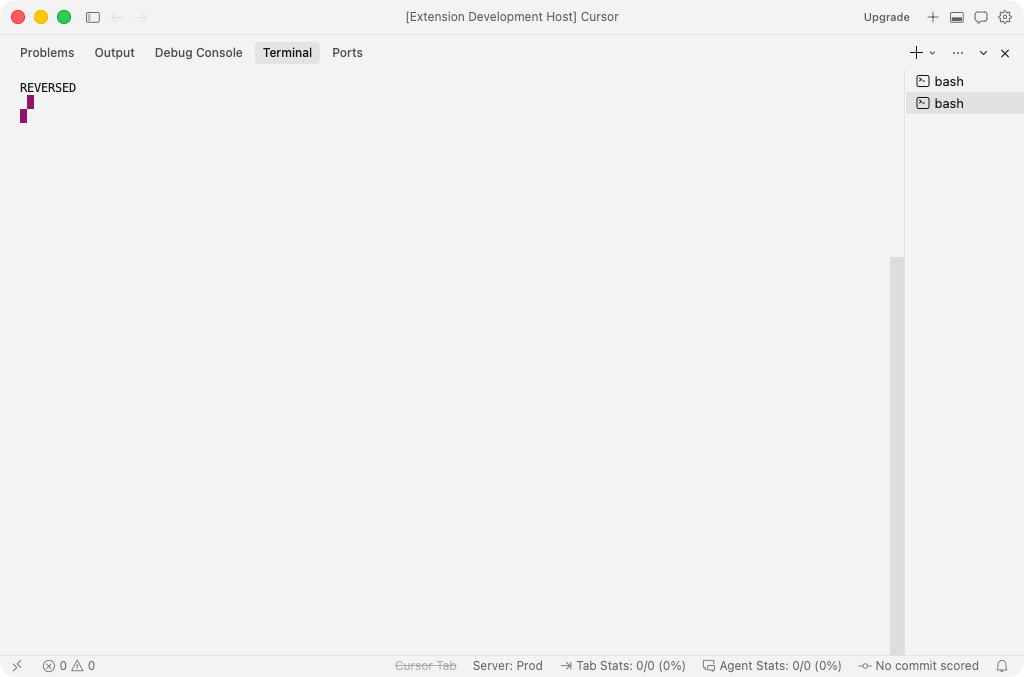 [Extension Development Host] Cursor
Upgrade
Problems Output Debug Console Terminal Ports
REVERSED
bash
bash
0 0 Cursor Tab Server: Prod Tab Stats: 0/0 (0%) Agent Stats: 0/0 (0%) No commit scored